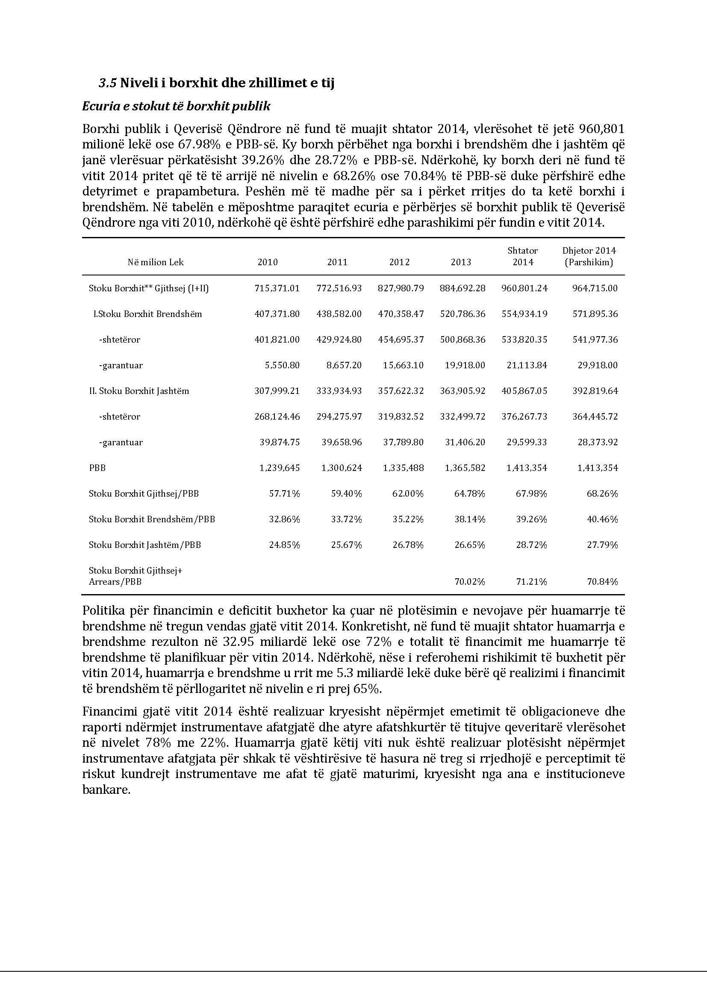 3.5 Niveli i borxhit dhe zhillimet e tij
Ecuria e stokut të borxhit publik
Borxhi publik i Qeverisë Qëndrore në fund të muajit shtator 2014, vlerësohet të jetë 960,801
milionë lekë ose 67.98% e PBB-së. Ky borxh përbëhet nga borxhi i brendshëm dhe i jashtëm që
janë vlerësuar përkatësisht 39.26% dhe 28.72% e PBB-së. Ndërkohë, ky borxh deri në fund të
vitit 2014 pritet që të të arrijë në nivelin e 68.26% ose 70.84% të PBB-së duke përfshirë edhe
detyrimet e prapambetura. Peshën më të madhe për sa i përket rritjes do ta ketë borxhi i
brendshëm. Në tabelën e mëposhtme paraqitet ecuria e përbërjes së borxhit publik të Qeverisë
Qëndrore nga viti 2010, ndërkohë që është përfshirë edhe parashikimi për fundin e vitit 2014.
Shtator Dhjetor 2014
Në milion Lek 2010 2011 2012 2013 2014 (Parshikim)
Stoku Borxhit** Gjithsej (I+II) 715,371.01 772,516.93 827,980.79 884,692.28 960,801.24 964,715.00
I.Stoku Borxhit Brendshëm 407,371.80 438,582.00 470,358.47 520,786.36 554,934.19 571,895.36
-shtetëror 401,821.00 429,924.80 454,695.37 500,868.36 533,820.35 541,977.36
-garantuar 5,550.80 8,657.20 15,663.10 19,918.00 21,113.84 29,918.00
II. Stoku Borxhit Jashtëm 307,999.21 333,934.93 357,622.32 363,905.92 405,867.05 392,819.64
-shtetëror 268,124.46 294,275.97 319,832.52 332,499.72 376,267.73 364,445.72
-garantuar 39,874.75 39,658.96 37,789.80 31,406.20 29,599.33 28,373.92
PBB 1,239,645 1,300,624 1,335,488 1,365,582 1,413,354 1,413,354
Stoku Borxhit Gjithsej/PBB 57.71% 59.40% 62.00% 64.78% 67.98% 68.26%
Stoku Borxhit Brendshëm/PBB 32.86% 33.72% 35.22% 38.14% 39.26% 40.46%
Stoku Borxhit Jashtëm/PBB 24.85% 25.67% 26.78% 26.65% 28.72% 27.79%
Stoku Borxhit Gjithsej+
Arrears/PBB 70.02% 71.21% 70.84%
Politika për financimin e deficitit buxhetor ka çuar në plotësimin e nevojave për huamarrje të
brendshme në tregun vendas gjatë vitit 2014. Konkretisht, në fund të muajit shtator huamarrja e
brendshme rezulton në 32.95 miliardë lekë ose 72% e totalit të financimit me huamarrje të
brendshme të planifikuar për vitin 2014. Ndërkohë, nëse i referohemi rishikimit të buxhetit për
vitin 2014, huamarrja e brendshme u rrit me 5.3 miliardë lekë duke bërë që realizimi i financimit
të brendshëm të përllogaritet në nivelin e ri prej 65%.
Financimi gjatë vitit 2014 është realizuar kryesisht nëpërmjet emetimit të obligacioneve dhe
raporti ndërmjet instrumentave afatgjatë dhe atyre afatshkurtër të titujve qeveritarë vlerësohet
në nivelet 78% me 22%. Huamarrja gjatë këtij viti nuk është realizuar plotësisht nëpërmjet
instrumentave afatgjata për shkak të vështirësive të hasura në treg si rrjedhojë e perceptimit të
riskut kundrejt instrumentave me afat të gjatë maturimi, kryesisht nga ana e institucioneve
bankare.